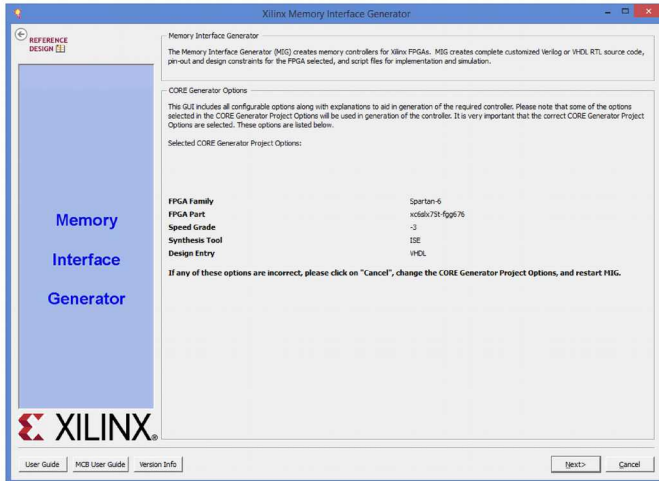 Xilinx Memory Interface Generator
REFERENCE
DESIGN
Memory
Interface
Generator
XILINX®
Memory Interface Generator
The Memory Interface Generator (MIG) creates memory controllers for Xilinx FPGAs. MIG creates complete customized Verilog or VHDL RTL source code,
pin-out and design constraints for the FPGA selected, and script files for implementation and simulation.
CORE Generator Options
This GUI includes all configurable options along with explanations to aid in generation of the required controller. Please note that some of the options
selected in the CORE Generator Project Options will be used in generation of the controller. It is very important that the correct CORE Generator Project
Options are selected. These options are listed below.
Selected CORE Generator Project Options:
FPGA Family Spartan-6
FPGA Part xc6slx75t-fgg676
Speed Grade -3
Synthesis Tool ISE
Design Entry VHDL
If any of these options are incorrect, please click on "Cancel", change the CORE Generator Project Options, and restart MIG.
User Guide MCB User Guide Version Info Next> Cancel